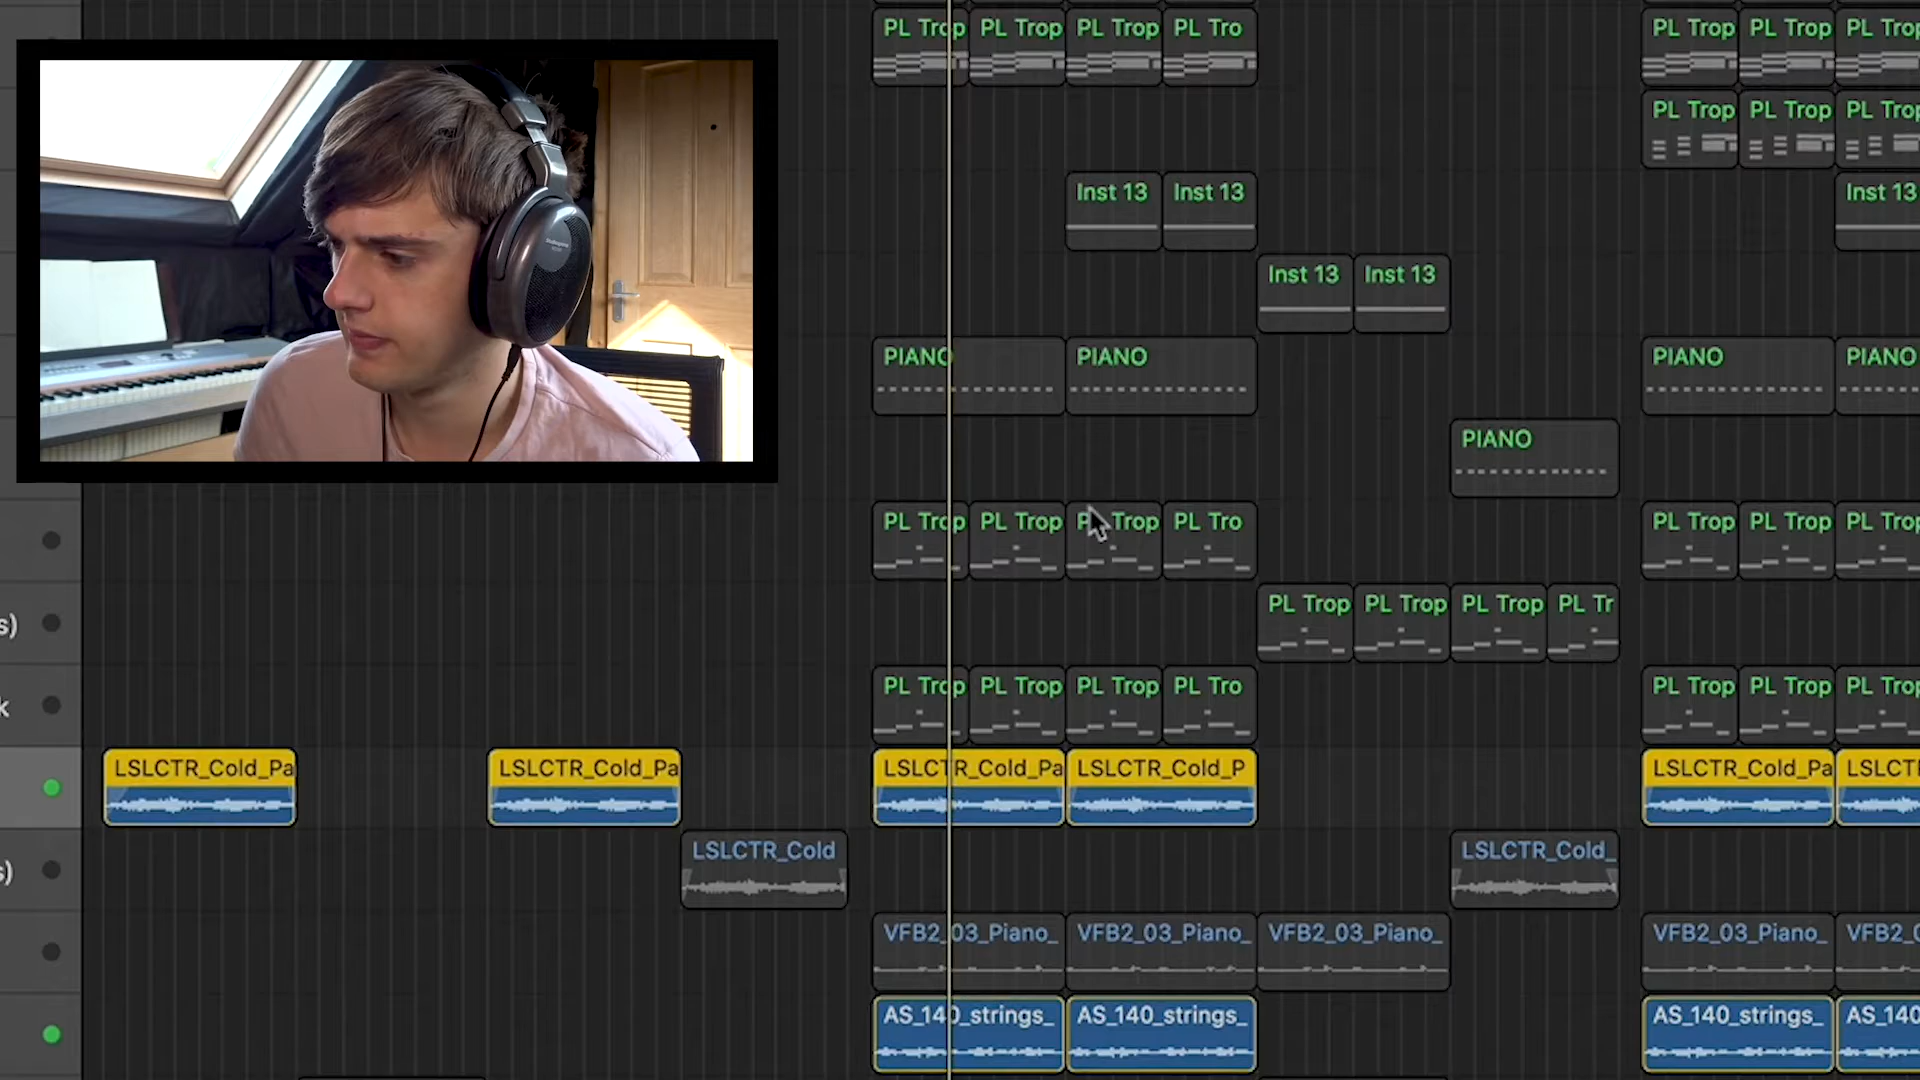 PL Trop PL Trop PL Trop PL Tro PL Trop PL Trop PL Trop
PL Trop PL Trop PL Trop
Inst 13 Inst 13 Inst 13
Inst 13 Inst 13
PIANO PIANO PIANO PIANO
PIANO
PL Trop PL Trop PL Trop PL Tro PL Trop PL Trop PL Trop
s) PL Trop PL Trop PL Trop PL Tr
k PL Trop PL Trop PL Trop PL Tro PL Trop PL Trop PL Trop
LSLCTR_Cold_Pa LSLCTR_Cold_Pa LSLCTR_Cold_Pa LSLCTR_Cold_P LSLCTR_Cold_Pa LSLCT
s) LSLCTR_Cold LSLCTR_Cold_
VFB2_03_Piano_ VFB2_03_Piano_ VFB2_03_Piano_ VFB2_03_Piano_ VFB2_0
AS_140_strings_ AS_140_strings_ AS_140_strings_ AS_140